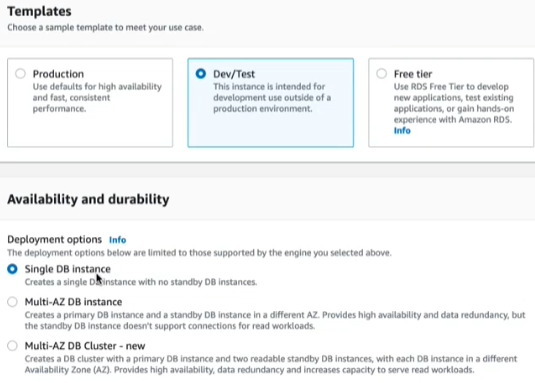 Templates
Choose a sample template to meet your use case.
Production
Use defaults for high availability
and fast, consistent
performance.
Dev/Test
This instance is intended for
development use outside of a
production environment.
Free tier
Use RDS Free Tier to develop
new applications, test existing
applications, or gain hands-on
experience with Amazon RDS.
Info
Availability and durability
Deployment options Info
The deployment options below are limited to those supported by the engine you selected above.
Single DB instance
Creates a single DB instance with no standby DB instances.
Multi-AZ DB instance
Creates a primary DB instance and a standby DB instance in a different AZ. Provides high availability and data redundancy, but
the standby DB instance doesn't support connections for read workloads.
Multi-AZ DB Cluster - new
Creates a DB cluster with a primary DB instance and two readable standby DB instances, with each DB instance in a different
Availability Zone (AZ). Provides high availability, data redundancy and increases capacity to serve read workloads.